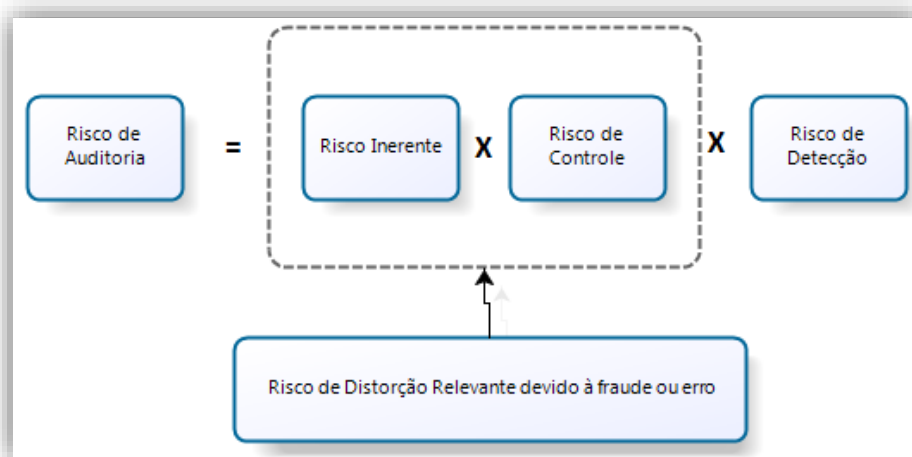 Risco de
Auditoria
=
Risco Inerente
X
Risco de
Controle
X
Risco de
Detecção
Risco de Distorção Relevante devido à fraude ou erro